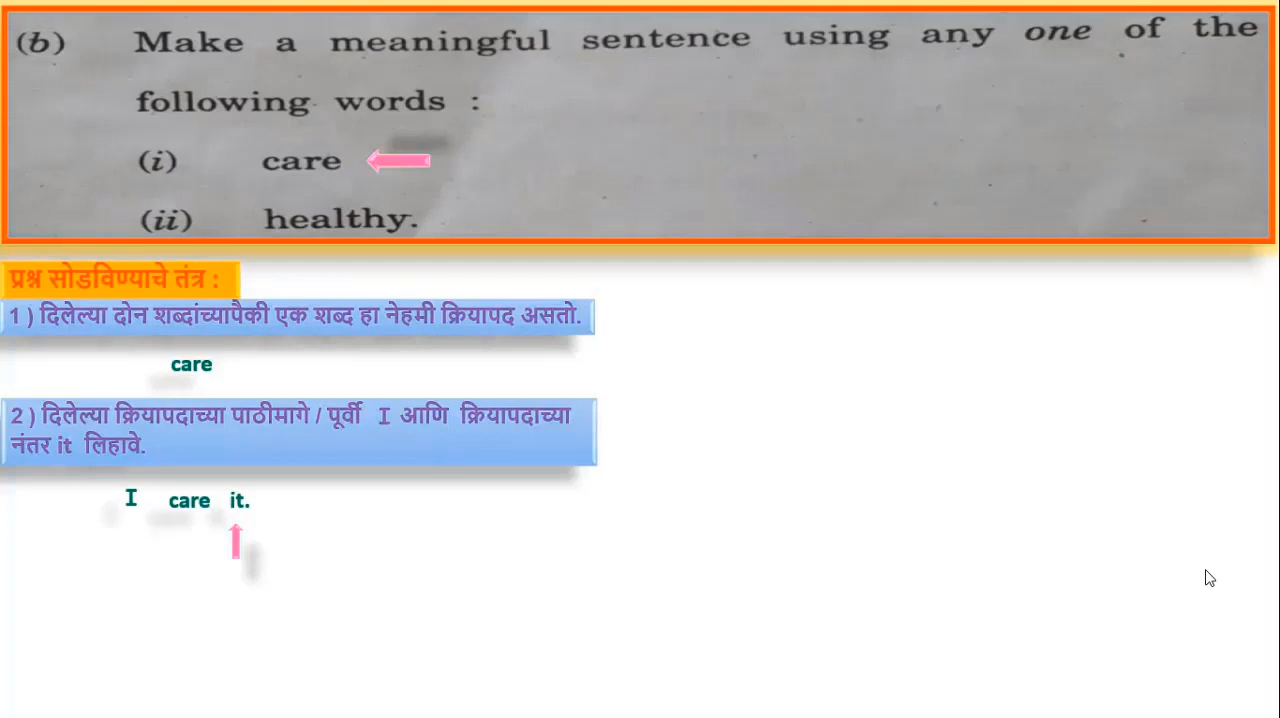 (b) Make a meaningful sentence using any one of the
following words :
(i) care
(ii) healthy.
प्रश्न सोडविण्याचे तंत्र :
1 ) दिलेल्या दोन शब्दांच्यापैकी एक शब्द हा नेहमी क्रियापद असतो.
care
2 ) दिलेल्या क्रियापदाच्या पाठीमागे / पूर्वी I आणि क्रियापदाच्या
नंतर it लिहावे.
I care it.